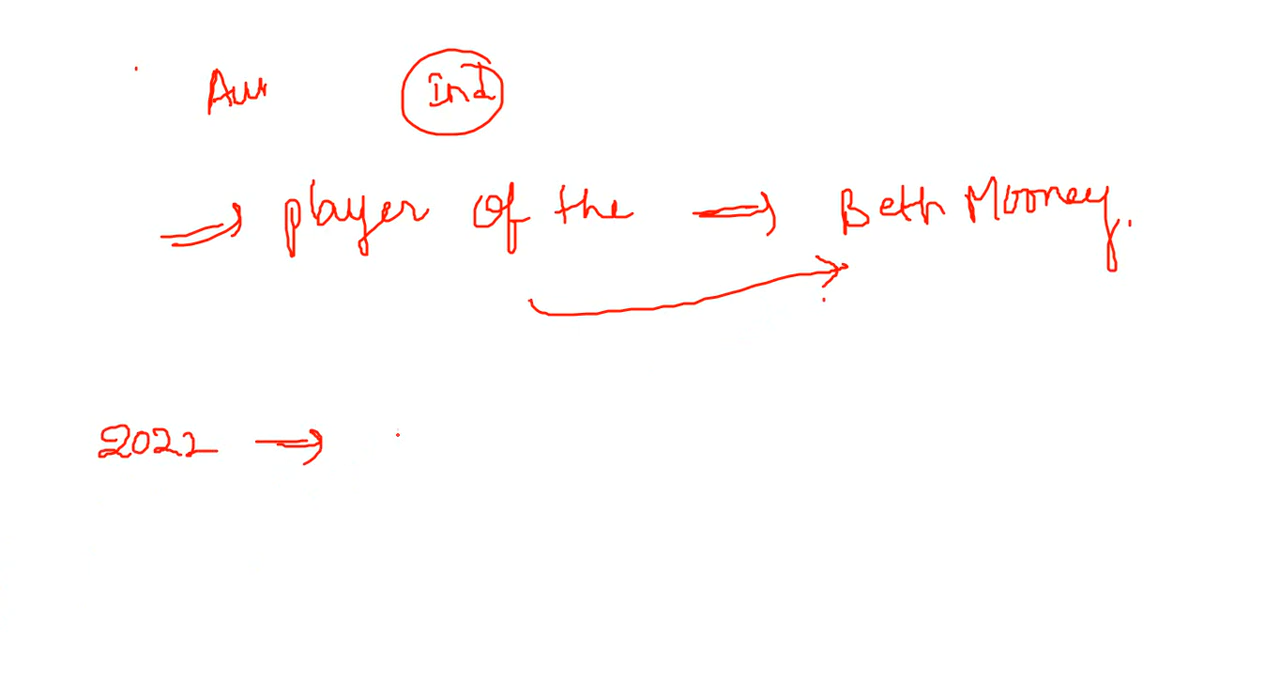 Aus Ind
⇒ player of the → Beth Mooney.
2022 →